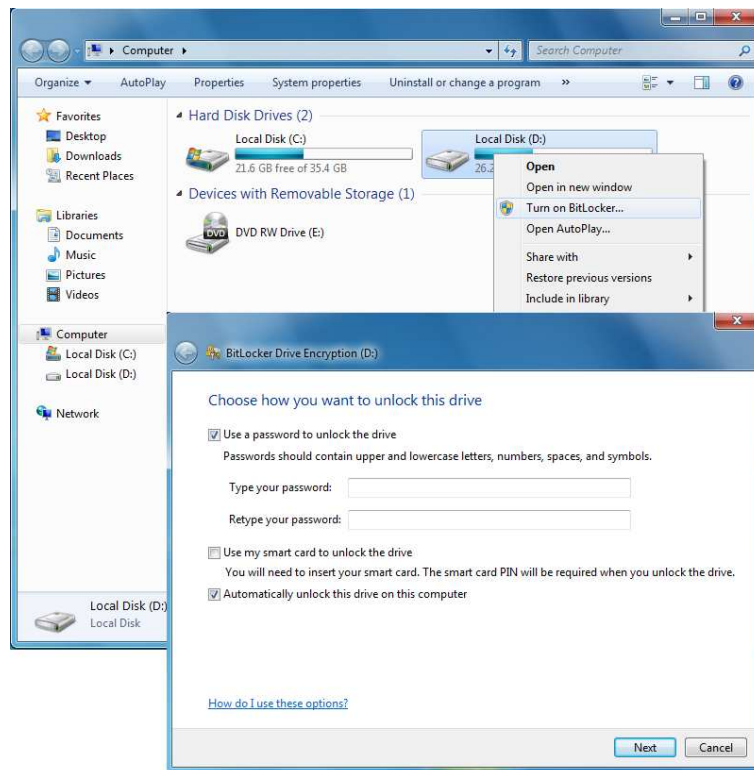 Computer
Search Computer
Organize
AutoPlay
Properties
System properties
Uninstall or change a program
»
Favorites
Desktop
Downloads
Recent Places
Libraries
Documents
Music
Pictures
Videos
Computer
Local Disk (C:)
Local Disk (D:)
Network
Hard Disk Drives (2)
Local Disk (C:)
21.6 GB free of 35.4 GB
Local Disk (D:)
26.2
Devices with Removable Storage (1)
DVD
DVD RW Drive (E:)
Open
Open in new window
Turn on BitLocker...
Open AutoPlay...
Share with
Restore previous versions
Include in library
Local Disk (D:)
Local Disk
BitLocker Drive Encryption (D:)
Choose how you want to unlock this drive
Use a password to unlock the drive
Passwords should contain upper and lowercase letters, numbers, spaces, and symbols.
Type your password:
Retype your password:
Use my smart card to unlock the drive
You will need to insert your smart card. The smart card PIN will be required when you unlock the drive.
Automatically unlock this drive on this computer
How do I use these options?
Next
Cancel